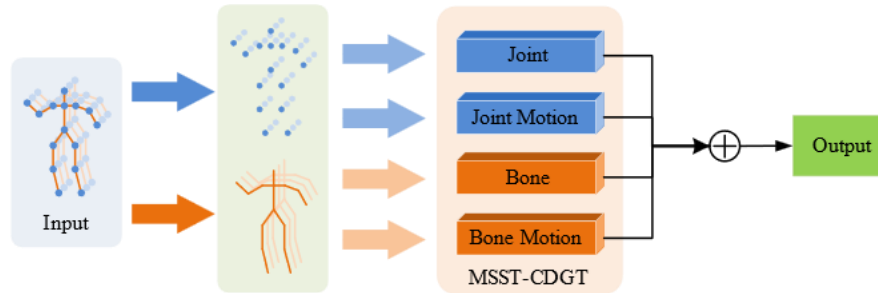 Input
Joint
Joint Motion
Bone
Bone Motion
MSST-CDGT
Output